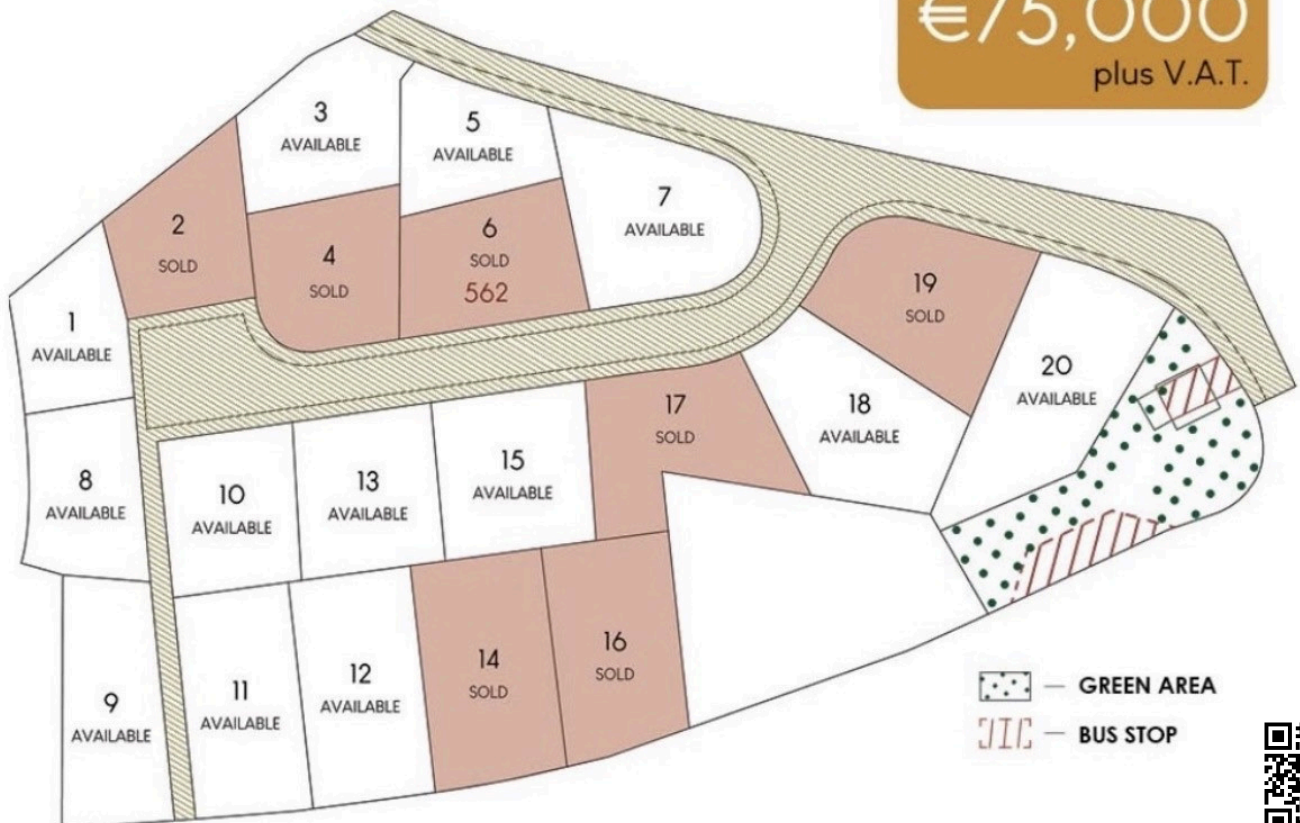 €75,000
plus V.A.T.
3
AVAILABLE
5
AVAILABLE
7
AVAILABLE
2
SOLD
4
SOLD
6
SOLD
562
19
SOLD
1
AVAILABLE
20
AVAILABLE
17
SOLD
18
AVAILABLE
8
AVAILABLE
10
AVAILABLE
13
AVAILABLE
15
AVAILABLE
9
AVAILABLE
11
AVAILABLE
12
AVAILABLE
14
SOLD
16
SOLD
GREEN AREA
BUS STOP